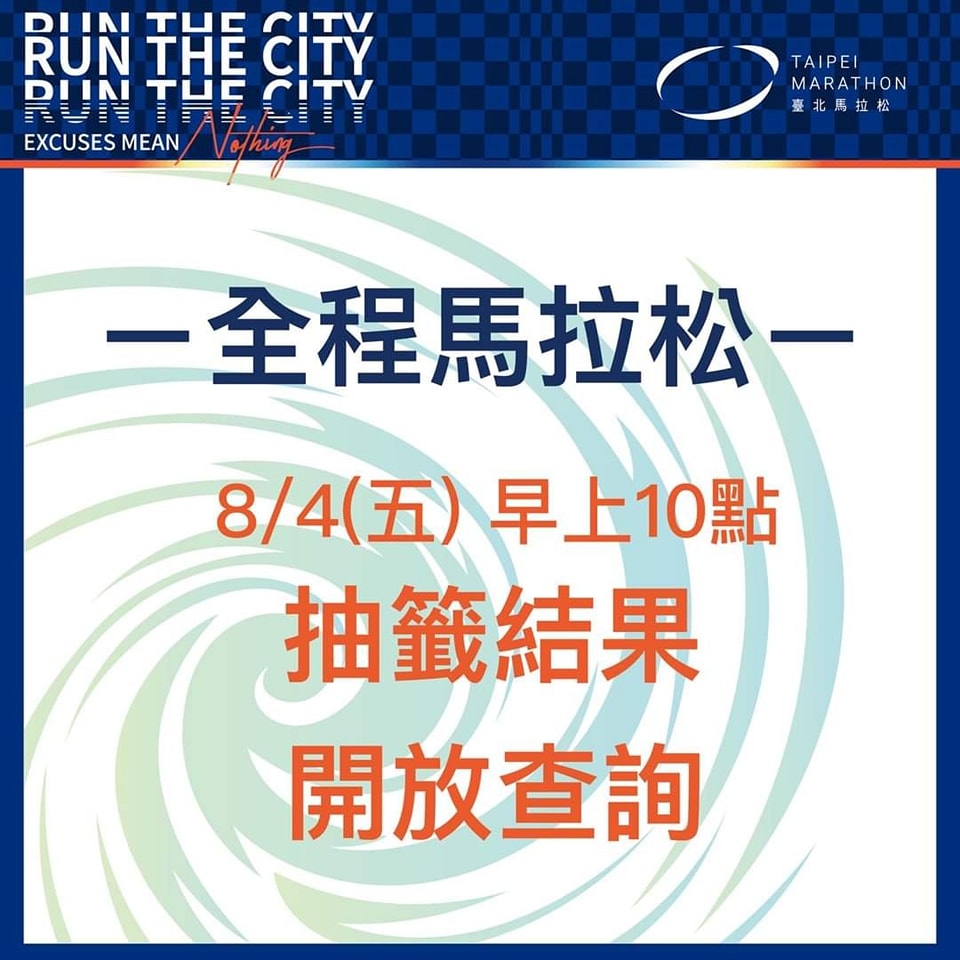 RUN THE CITY
RUN THE CITY
RUN THE CITY
EXCUSES MEAN Nothing
TAIPEI
MARATHON
臺北馬拉松
－全程馬拉松－
8/4(五) 早上10點
抽籤結果
開放查詢